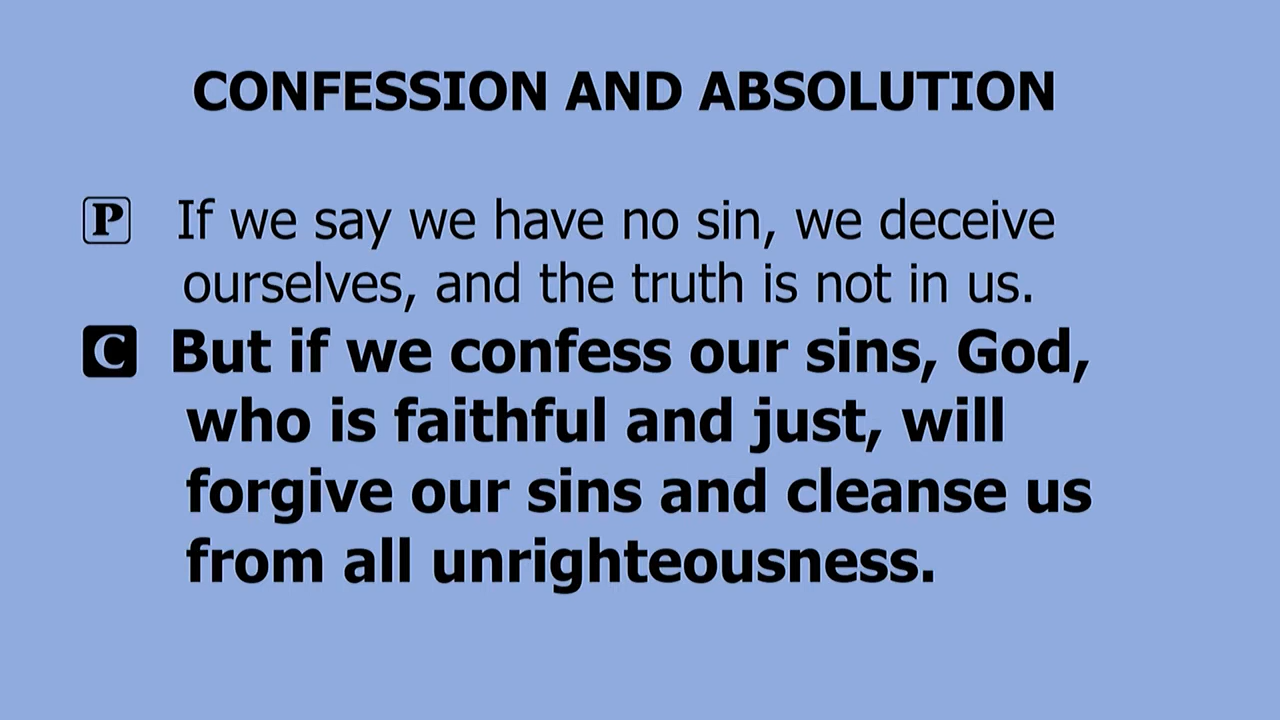 CONFESSION AND ABSOLUTION
P If we say we have no sin, we deceive
ourselves, and the truth is not in us.
C But if we confess our sins, God,
who is faithful and just, will
forgive our sins and cleanse us
from all unrighteousness.